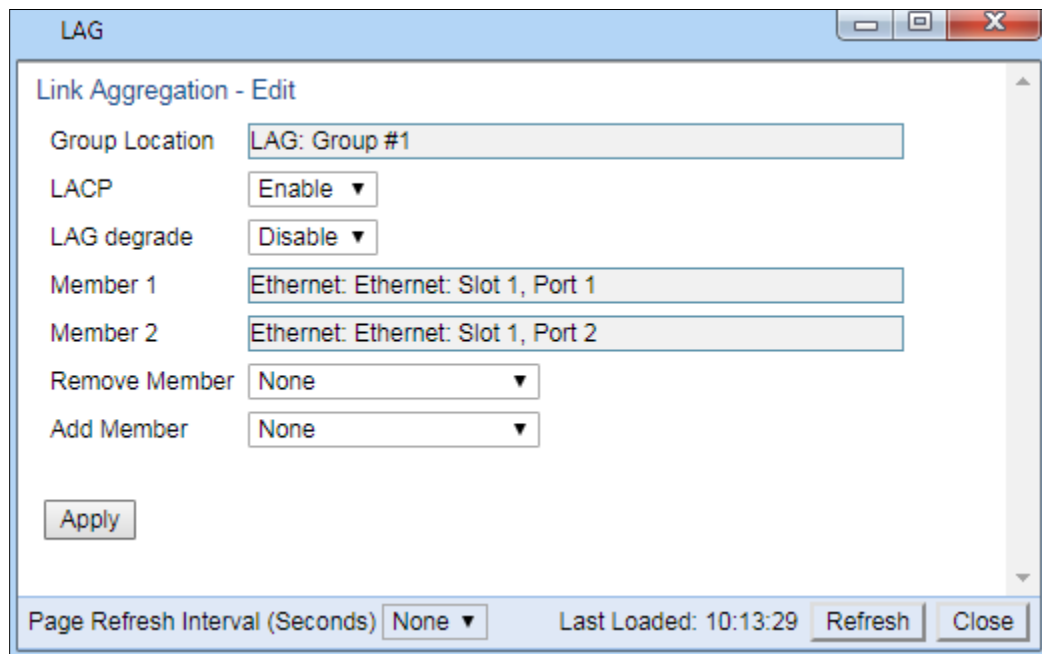 LAG
Link Aggregation - Edit
Group Location LAG: Group #1
LACP Enable
LAG degrade Disable
Member 1 Ethernet: Ethernet: Slot 1, Port 1
Member 2 Ethernet: Ethernet: Slot 1, Port 2
Remove Member None
Add Member None
Apply
Page Refresh Interval (Seconds) None Last Loaded: 10:13:29 Refresh Close